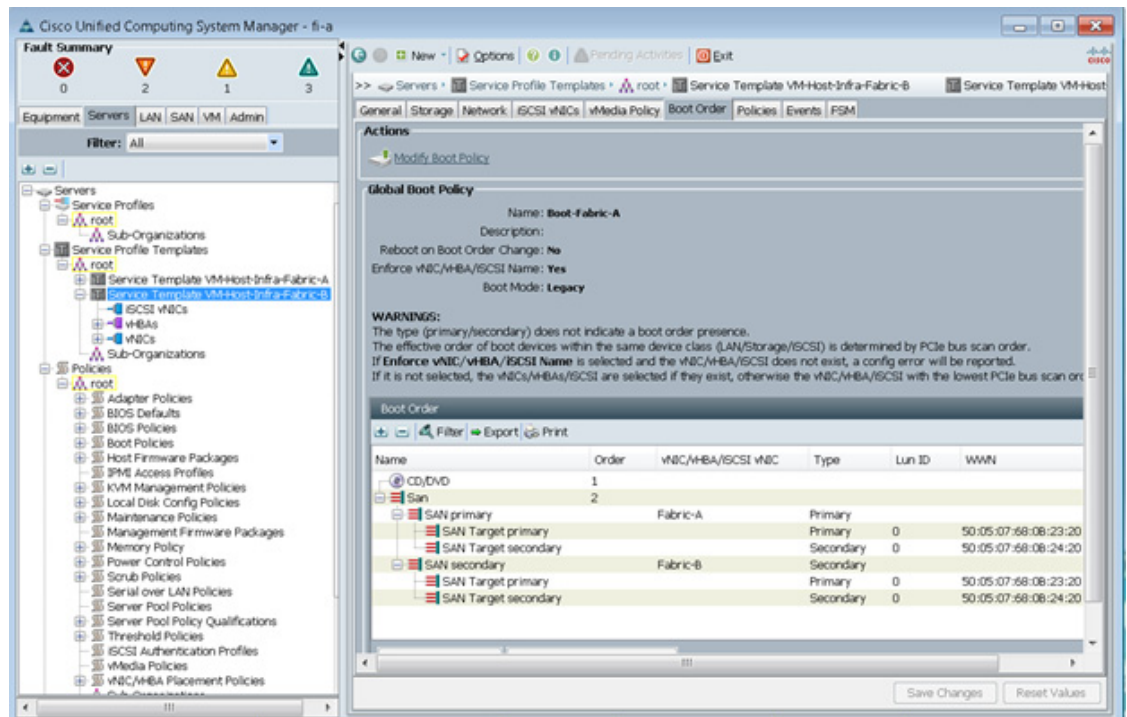 Cisco Unified Computing System Manager - fi-a
Fault Summary
0 2 1 3
New Options Pending Activities Exit
CISCO
>> Servers Service Profile Templates root Service Template VM-Host-Infra-Fabric-B Service Template VM-Host
Equipment Servers LAN SAN VM Admin
Filter: All
Servers
Service Profiles
root
Sub-Organizations
Service Profile Templates
root
Service Template VM-Host-Infra-Fabric-A
Service Template VM-Host-Infra-Fabric-B
iSCSI vNICs
vHBAs
vNICs
Sub-Organizations
Policies
root
Adapter Policies
BIOS Defaults
BIOS Policies
Boot Policies
Host Firmware Packages
IPMI Access Profiles
KVM Management Policies
Local Disk Config Policies
Maintenance Policies
Management Firmware Packages
Memory Policy
Power Control Policies
Scrub Policies
Serial over LAN Policies
Server Pool Policies
Server Pool Policy Qualifications
Threshold Policies
iSCSI Authentication Profiles
vMedia Policies
vNIC/vHBA Placement Policies
Sub-Organizations
General Storage Network iSCSI vNICs vMedia Policy Boot Order Policies Events FSM
Actions
Modify Boot Policy
Global Boot Policy
Name: Boot-Fabric-A
Description:
Reboot on Boot Order Change: No
Enforce vNIC/vHBA/iSCSI Name: Yes
Boot Mode: Legacy
WARNINGS:
The type (primary/secondary) does not indicate a boot order presence.
The effective order of boot devices within the same device class (LAN/Storage/iSCSI) is determined by PCIe bus scan order.
If Enforce vNIC/vHBA/iSCSI Name is selected and the vNIC/vHBA/iSCSI does not exist, a config error will be reported.
If it is not selected, the vNICs/vHBAs/iSCSI are selected if they exist, otherwise the vNIC/vHBA/iSCSI with the lowest PCIe bus scan orc
Boot Order
Filter Export Print
Name Order vNIC/vHBA/iSCSI vNIC Type Lun ID WWN
CD/DVD 1
San 2
SAN primary Fabric-A Primary
SAN Target primary Primary 0 50:05:07:68:0B:23:20
SAN Target secondary Secondary 0 50:05:07:68:0B:24:20
SAN secondary Fabric-B Secondary
SAN Target primary Primary 0 50:05:07:68:0B:23:20
SAN Target secondary Secondary 0 50:05:07:68:0B:24:20
Save Changes Reset Values